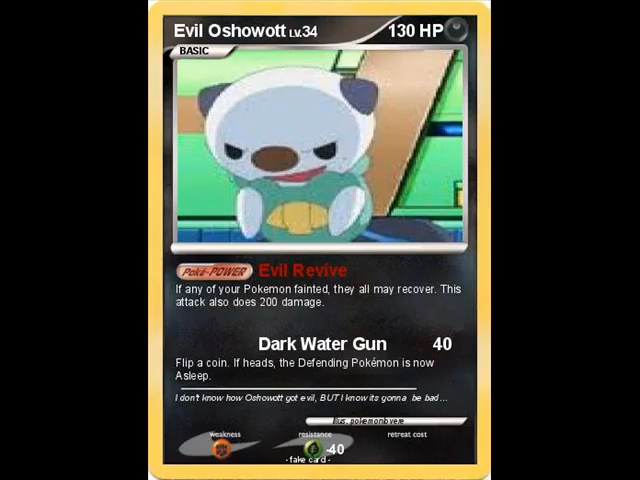 Evil Oshowott LV.34 130 HP
BASIC
Poké-POWER Evil Revive
If any of your Pokemon fainted, they all may recover. This
attack also does 200 damage.
Dark Water Gun 40
Flip a coin. If heads, the Defending Pokémon is now
Asleep.
I don't know how Oshowott got evil, BUT I know its gonna be bad...
Illus. pokemonbyere
weakness resistance retreat cost
-40
- fake card -